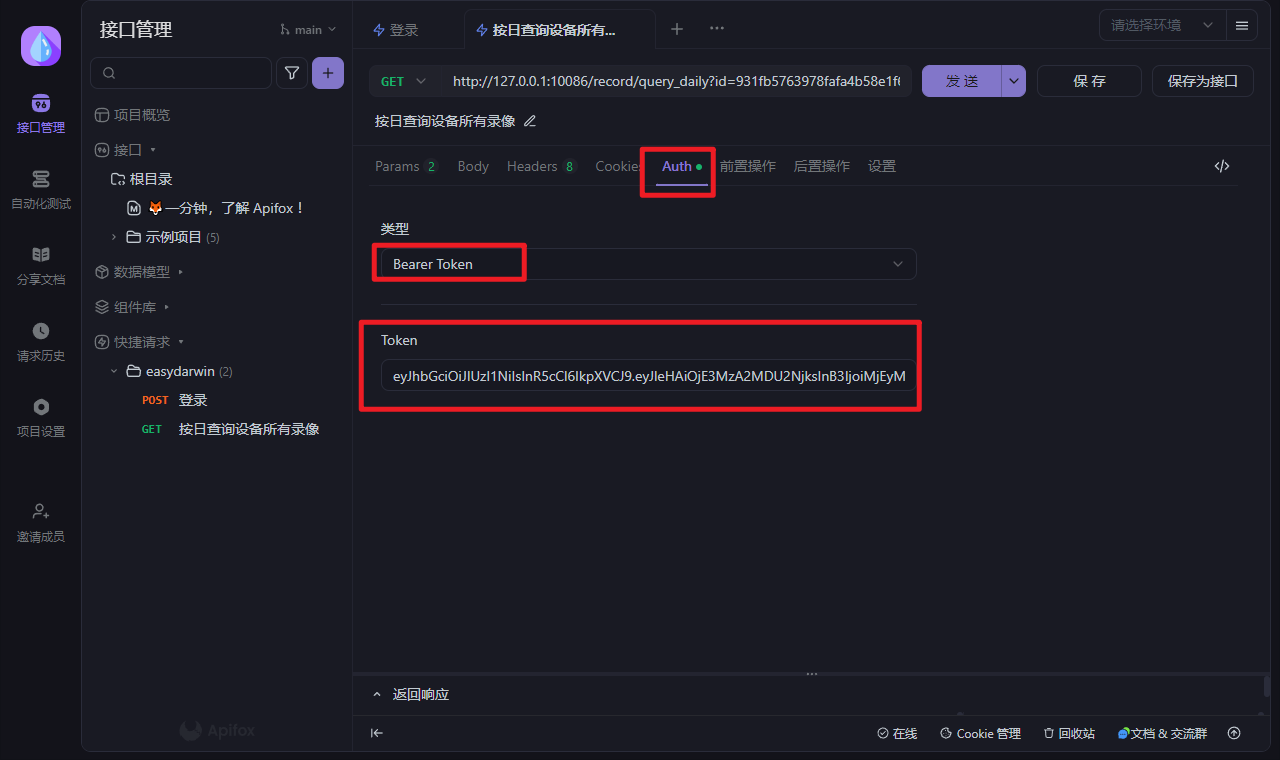 接口管理
main
登录
按日查询设备所有...
请选择环境
GET
http://127.0.0.1:10086/record/query_daily?id=931fb5763978fafa4b58e1f6
发 送
保 存
保存为接口
接口管理
自动化测试
分享文档
请求历史
项目设置
邀请成员
项目概览
接口
根目录
一分钟，了解 Apifox！
示例项目 (5)
数据模型
组件库
快捷请求
easydarwin (2)
POST 登录
GET 按日查询设备所有录像
Apifox
按日查询设备所有录像
Params 2
Body
Headers 8
Cookies
Auth
前置操作
后置操作
设置
类型
Bearer Token
Token
eyJhbGciOiJIUzI1NiIsInR5cCI6IkpXVCJ9.eyJleHAiOjE3MzA2MDU2NjksInB3IjoiMjEyM
返回响应
在线
Cookie 管理
回收站
文档 & 交流群